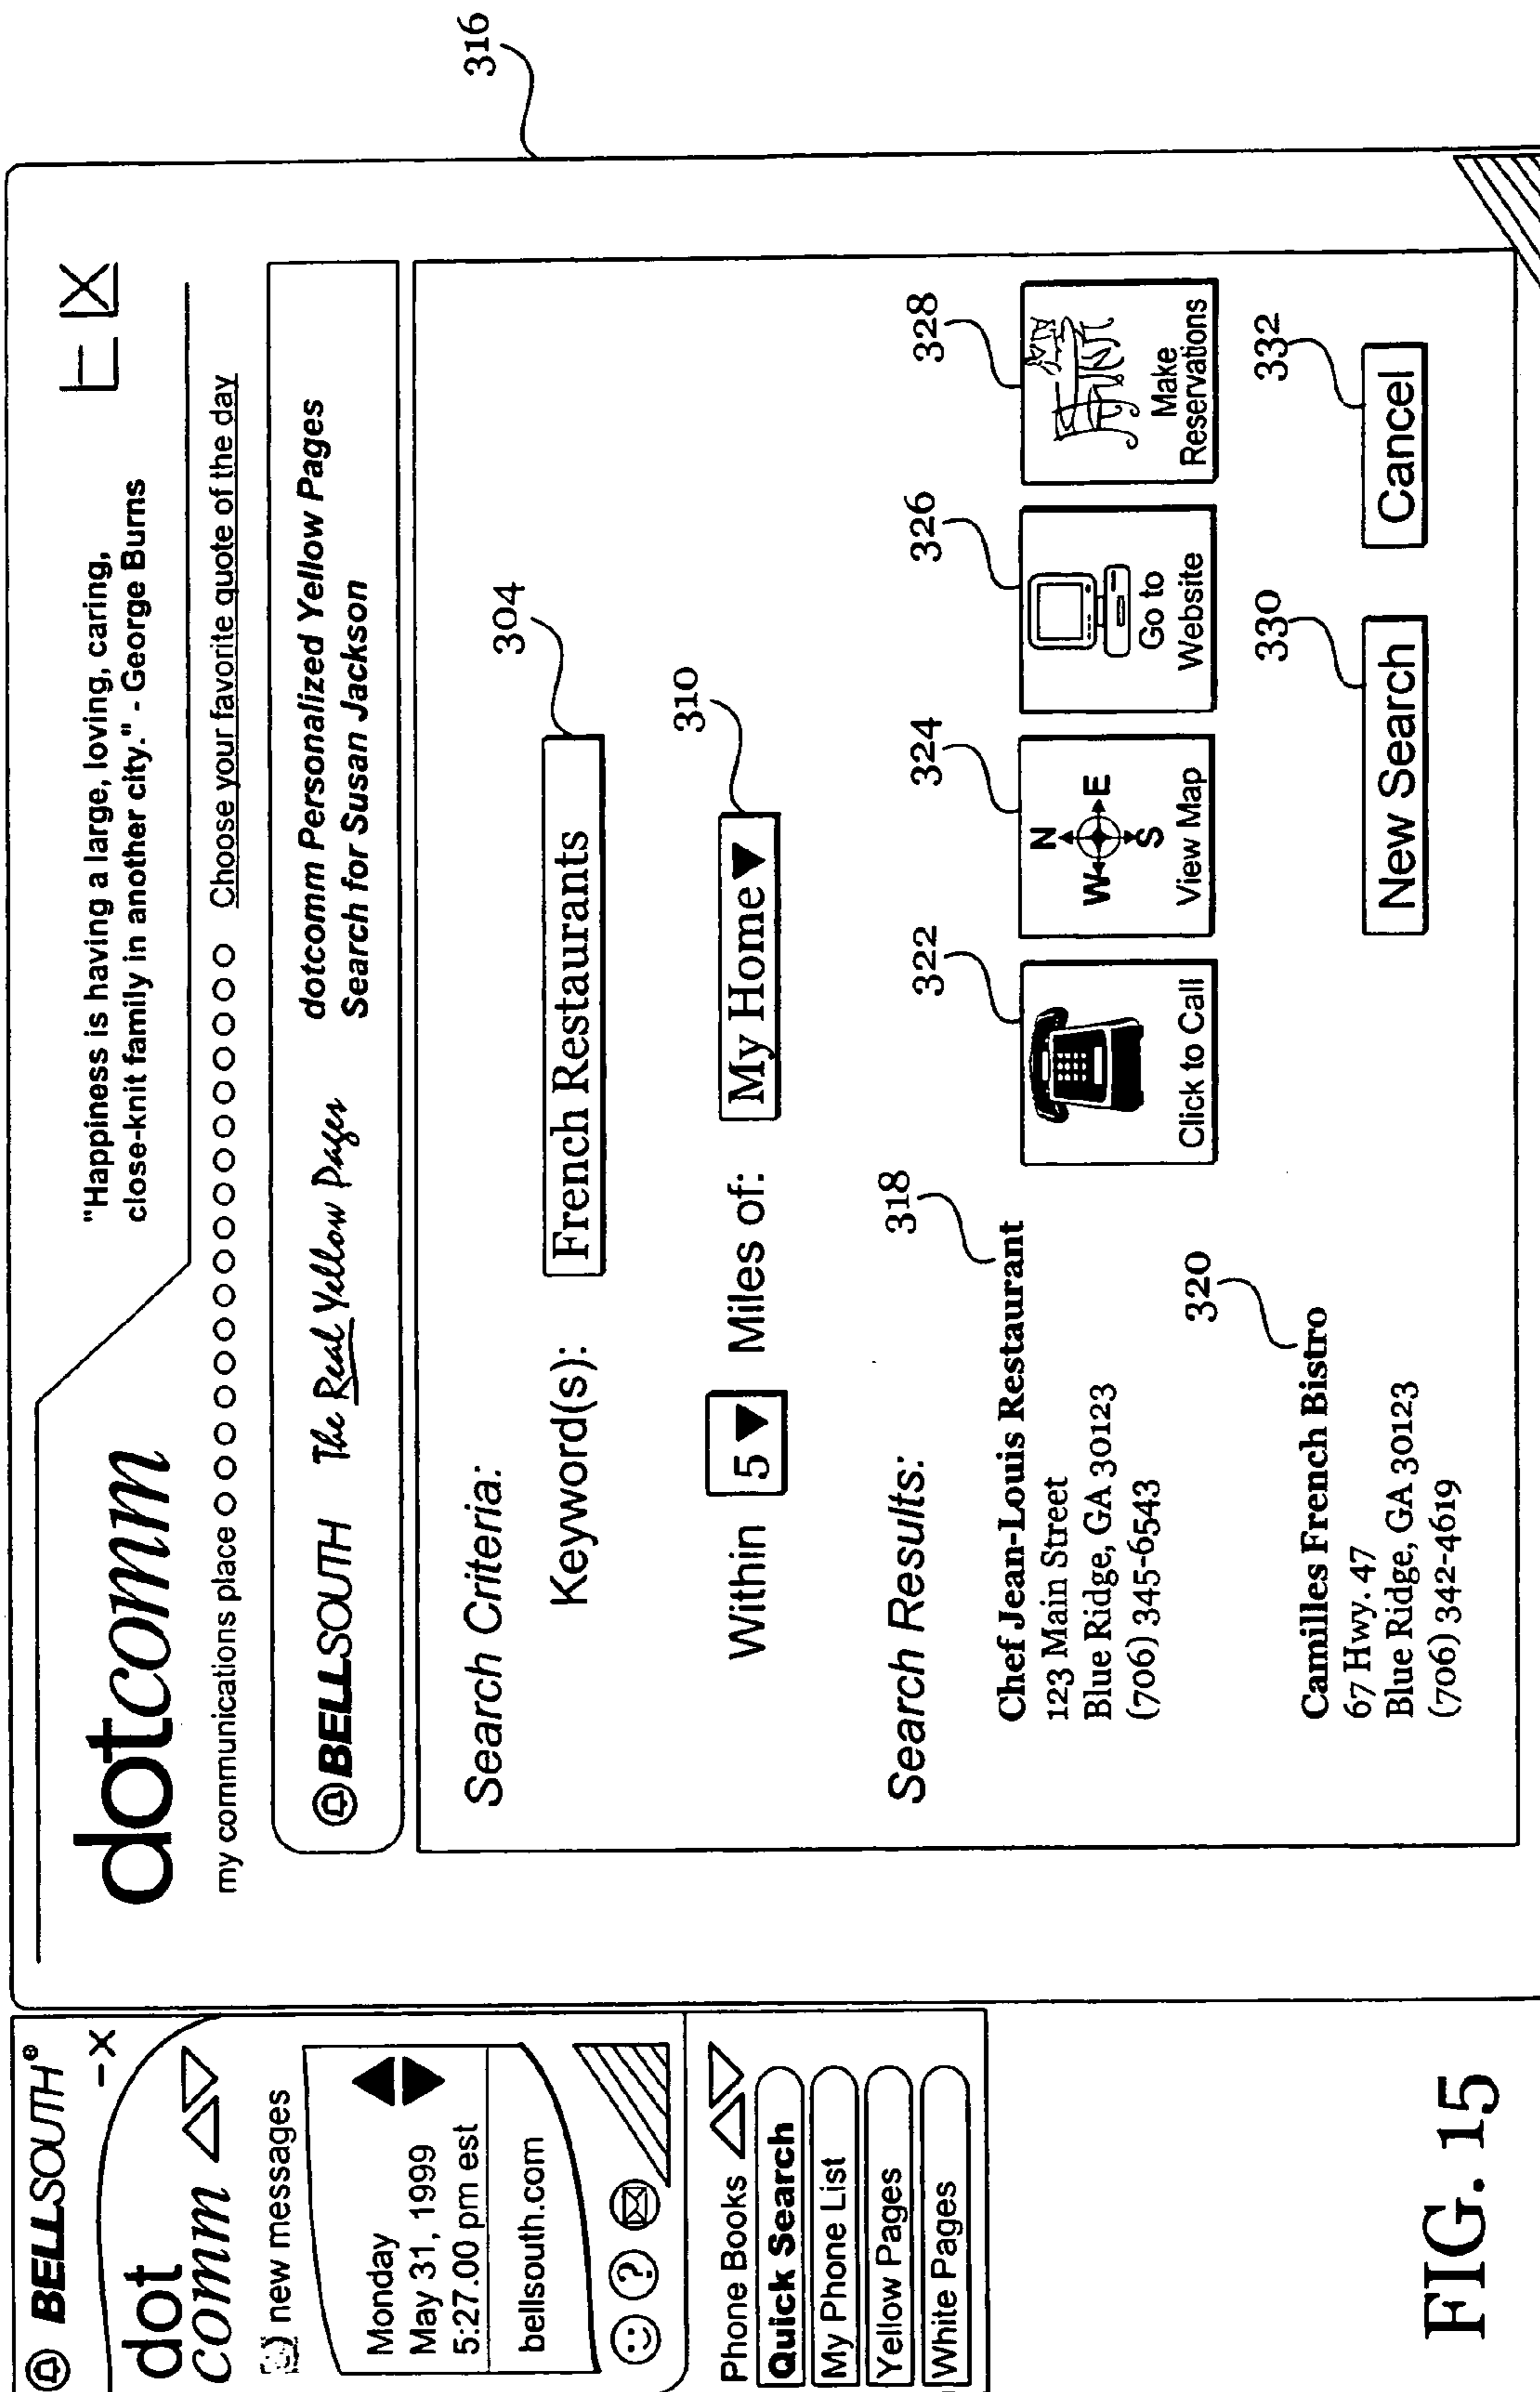 BELLSOUTH®
-X
dot
comm
new messages
Monday
May 31, 1999
5:27.00 pm est
bellsouth.com
?
Phone Books
Quick Search
My Phone List
Yellow Pages
White Pages
dotcomm
"Happiness is having a large, loving, caring,
close-knit family in another city." - George Burns
my communications place
Choose your favorite quote of the day
BELLSOUTH The Real Yellow Pages
dotcomm Personalized Yellow Pages
Search for Susan Jackson
316
Search Criteria:
Keyword(s): French Restaurants
304
Within 5 Miles of: My Home
310
Search Results:
318
Chef Jean-Louis Restaurant
123 Main Street
Blue Ridge, GA 30123
(706) 345-6543
322
Click to Call
324
N
W E
S
View Map
326
Go to
Website
328
Make
Reservations
320
Camilles French Bistro
67 Hwy. 47
Blue Ridge, GA 30123
(706) 342-4619
330
New Search
332
Cancel
FIG. 15